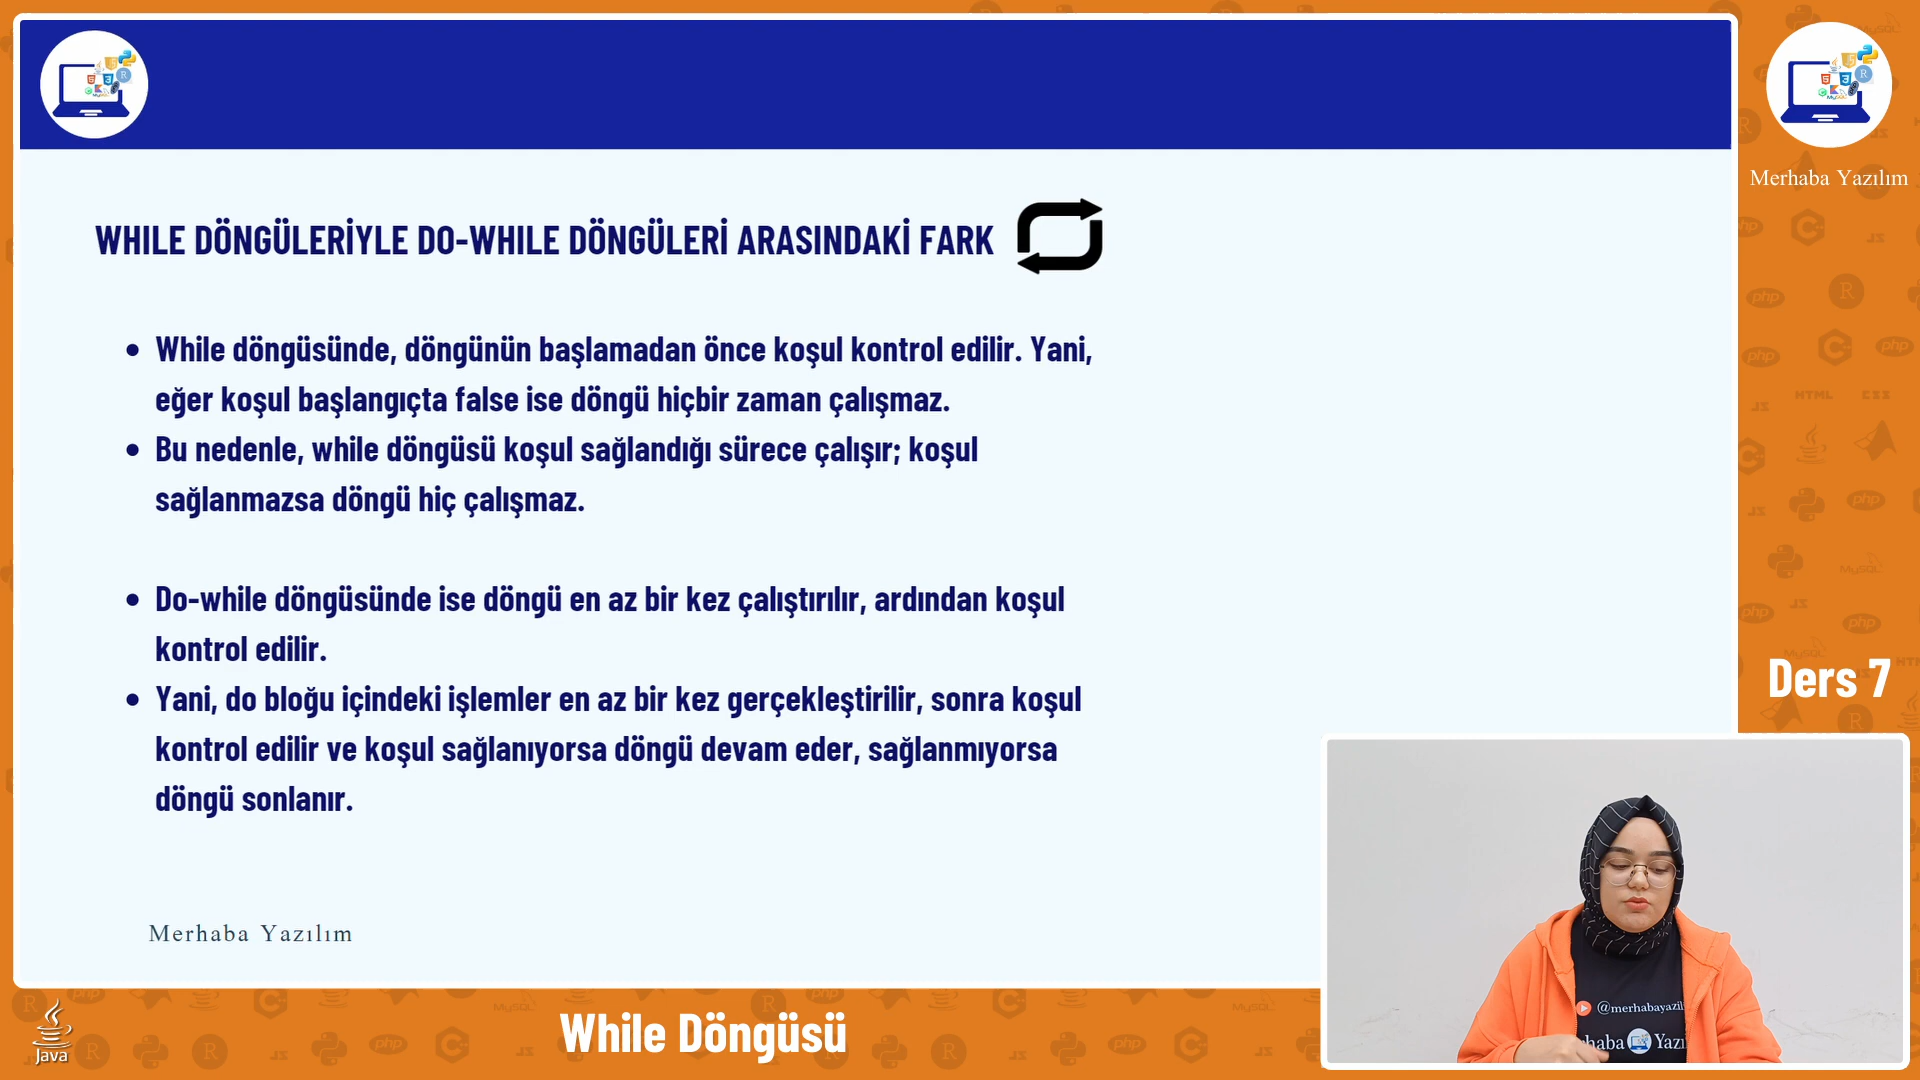 Merhaba Yazılım
WHILE DÖNGÜLERİYLE DO-WHILE DÖNGÜLERİ ARASINDAKİ FARK
While döngüsünde, döngünün başlamadan önce koşul kontrol edilir. Yani,
eğer koşul başlangıçta false ise döngü hiçbir zaman çalışmaz.
Bu nedenle, while döngüsü koşul sağlandığı sürece çalışır; koşul
sağlanmazsa döngü hiç çalışmaz.
Do-while döngüsünde ise döngü en az bir kez çalıştırılır, ardından koşul
kontrol edilir.
Yani, do bloğu içindeki işlemler en az bir kez gerçekleştirilir, sonra koşul
kontrol edilir ve koşul sağlanıyorsa döngü devam eder, sağlanmıyorsa
döngü sonlanır.
Merhaba Yazılım
Ders 7
@merhabayazil
haba Yazı
Java
While Döngüsü